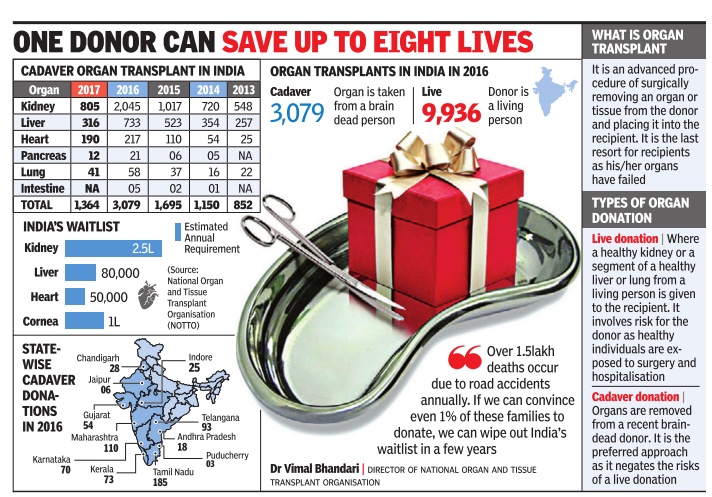 ONE DONOR CAN SAVE UP TO EIGHT LIVES
CADAVER ORGAN TRANSPLANT IN INDIA
Organ 2017 2016 2015 2014 2013
Kidney 805 2,045 1,017 720 548
Liver 316 733 523 354 257
Heart 190 217 110 54 25
Pancreas 12 21 06 05 NA
Lung 41 58 37 16 22
Intestine NA 05 02 01 NA
TOTAL 1,364 3,079 1,695 1,150 852
INDIA'S WAITLIST
Estimated
Annual
Requirement
Kidney 2.5L
Liver 80,000
Heart 50,000
Cornea 1L
(Source:
National Organ
and Tissue
Transplant
Organisation
(NOTTO)
STATE-
WISE
CADAVER
DONA-
TIONS
IN 2016
Chandigarh
28
Jaipur
06
Gujarat
54
Maharashtra
110
Karnataka
70
Kerala
73
Tamil Nadu
185
Indore
25
Telangana
93
Andhra Pradesh
18
Puducherry
03
ORGAN TRANSPLANTS IN INDIA IN 2016
Cadaver
3,079
Organ is taken
from a brain
dead person
Live
9,936
Donor is
a living
person
Over 1.5lakh
deaths occur
due to road accidents
annually. If we can convince
even 1% of these families to
donate, we can wipe out India's
waitlist in a few years
Dr Vimal Bhandari | DIRECTOR OF NATIONAL ORGAN AND TISSUE
TRANSPLANT ORGANISATION
WHAT IS ORGAN
TRANSPLANT
It is an advanced pro-
cedure of surgically
removing an organ or
tissue from the donor
and placing it into the
recipient. It is the last
resort for recipients
as his/her organs
have failed
TYPES OF ORGAN
DONATION
Live donation | Where
a healthy kidney or a
segment of a healthy
liver or lung from a
living person is given
to the recipient. It
involves risk for the
donor as healthy
individuals are ex-
posed to surgery and
hospitalisation
Cadaver donation |
Organs are removed
from a recent brain-
dead donor. It is the
preferred approach
as it negates the risks
of a live donation